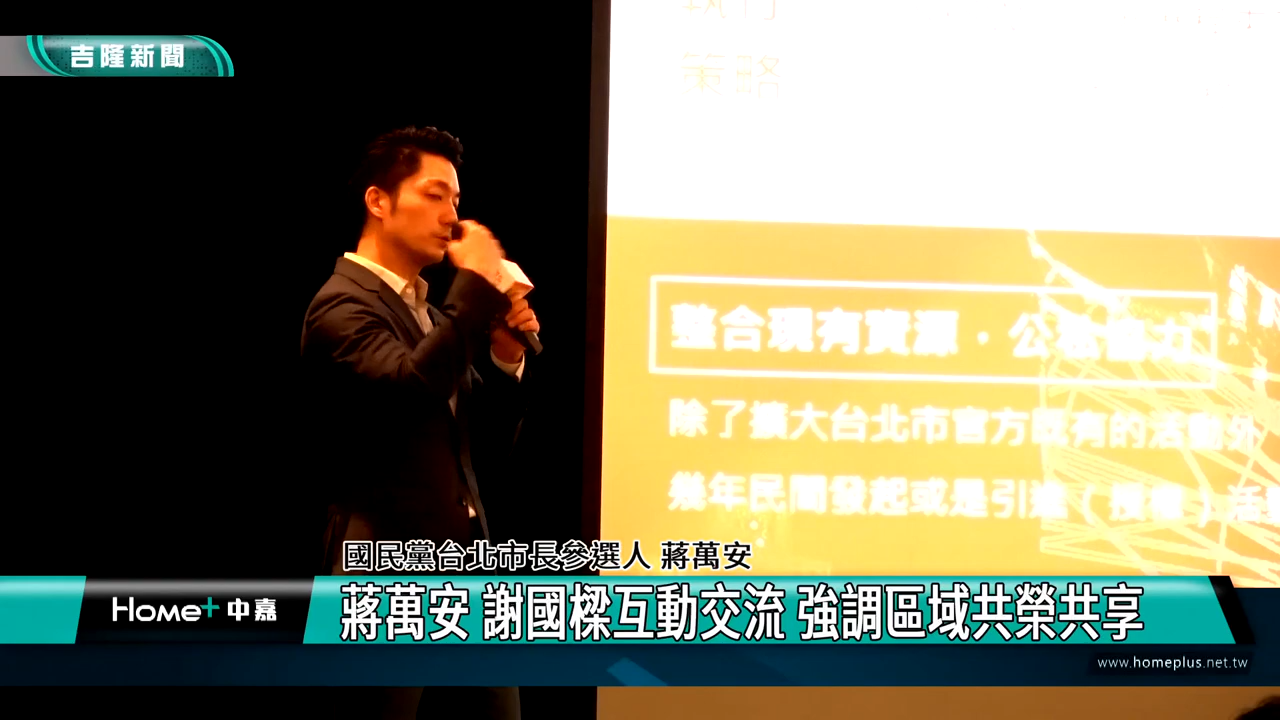 吉隆新聞
策略
整合現有資源・公私協力
除了擴大台北市官方既有的活動外
幾年民間發起或是引進
國民黨台北市長參選人 蔣萬安
Home+中嘉
蔣萬安 謝國樑互動交流 強調區域共榮共享
www.homeplus.net.tw